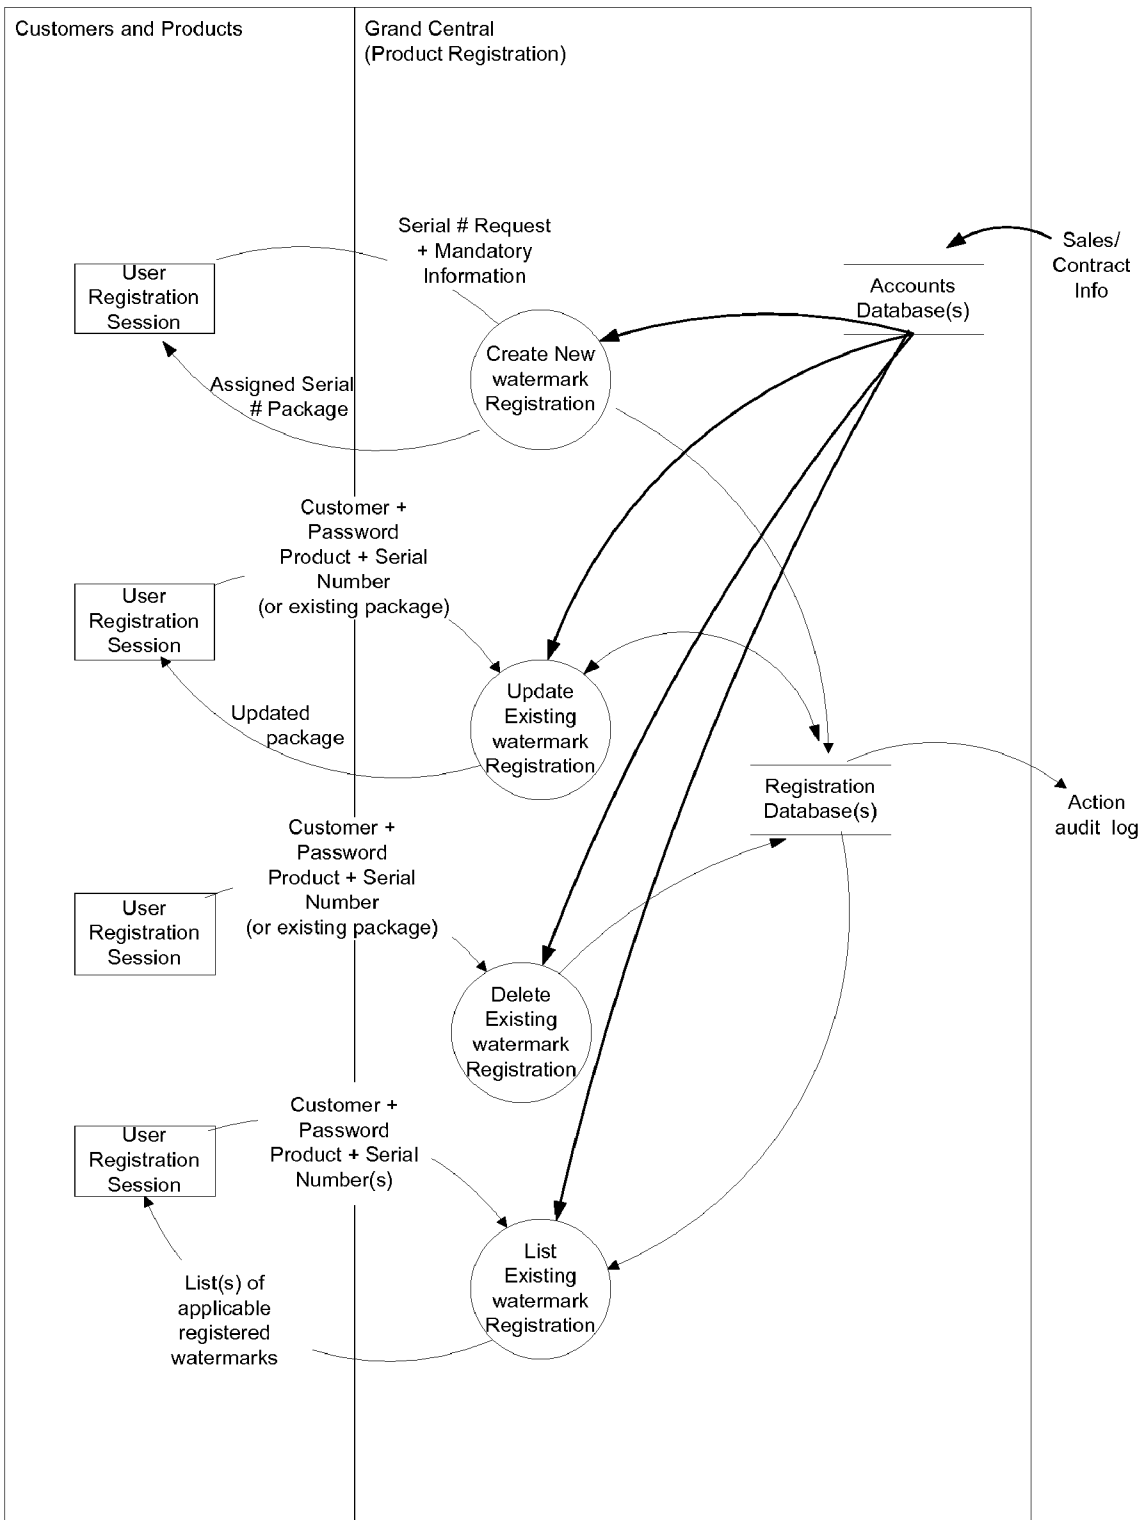 Customers and Products
Grand Central
(Product Registration)
Serial # Request
+ Mandatory
Information
Sales/
Contract
Info
User
Registration
Session
Accounts
Database(s)
Create New
watermark
Registration
Assigned Serial
# Package
Customer +
Password
Product + Serial
Number
(or existing package)
User
Registration
Session
Update
Existing
watermark
Registration
Updated
package
Registration
Database(s)
Action
audit log
Customer +
Password
Product + Serial
Number
(or existing package)
User
Registration
Session
Delete
Existing
watermark
Registration
Customer +
Password
Product + Serial
Number(s)
User
Registration
Session
List
Existing
watermark
Registration
List(s) of
applicable
registered
watermarks